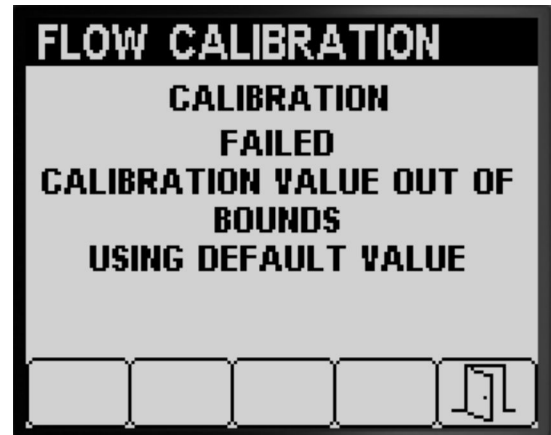 FLOW CALIBRATION
CALIBRATION
FAILED
CALIBRATION VALUE OUT OF
BOUNDS
USING DEFAULT VALUE